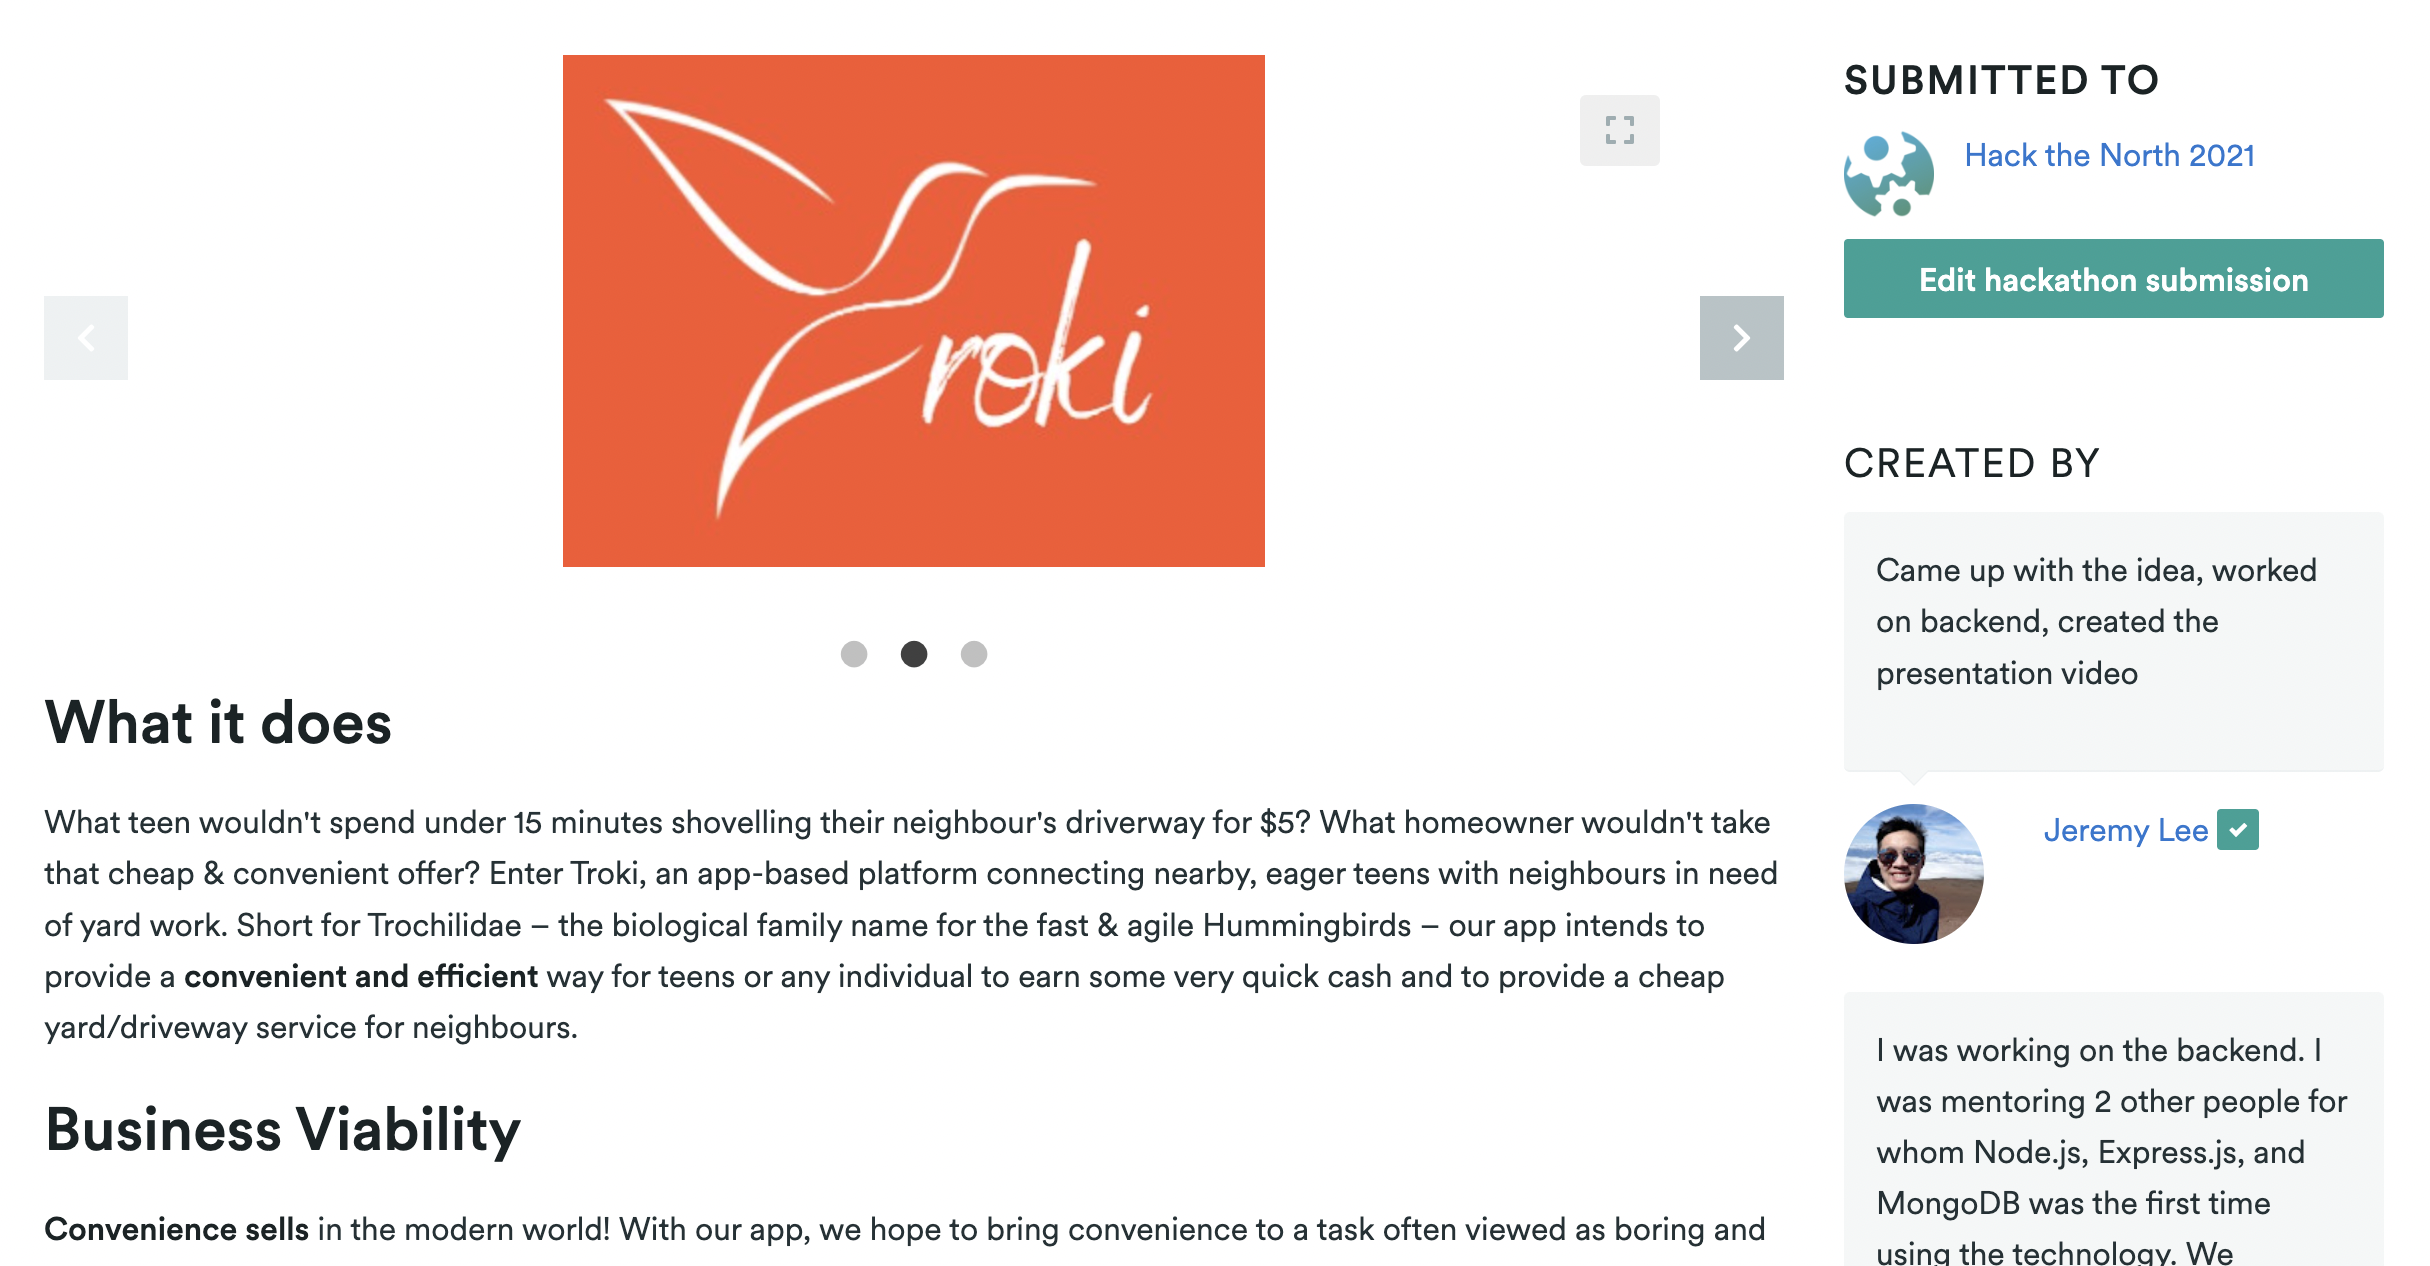 roki
What it does
What teen wouldn't spend under 15 minutes shovelling their neighbour's driverway for $5? What homeowner wouldn't take
that cheap & convenient offer? Enter Troki, an app-based platform connecting nearby, eager teens with neighbours in need
of yard work. Short for Trochilidae – the biological family name for the fast & agile Hummingbirds – our app intends to
provide a convenient and efficient way for teens or any individual to earn some very quick cash and to provide a cheap
yard/driveway service for neighbours.
Business Viability
Convenience sells in the modern world! With our app, we hope to bring convenience to a task often viewed as boring and
SUBMITTED TO
Hack the North 2021
Edit hackathon submission
CREATED BY
Came up with the idea, worked
on backend, created the
presentation video
Jeremy Lee
I was working on the backend. I
was mentoring 2 other people for
whom Node.js, Express.js, and
MongoDB was the first time
using the technology. We